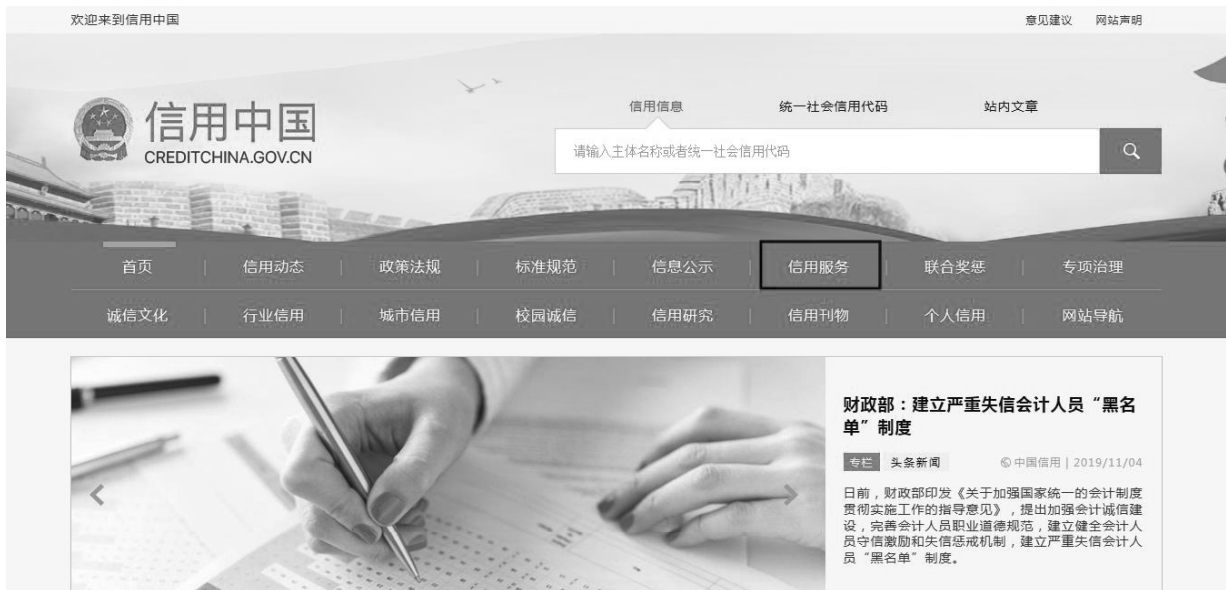 欢迎来到信用中国
意见建议 网站声明
信用中国
CREDITCHINA.GOV.CN
信用信息 统一社会信用代码 站内文章
请输入主体名称或者统一社会信用代码
首页 | 信用动态 | 政策法规 | 标准规范 | 信息公示 | 信用服务 | 联合奖惩 | 专项治理
诚信文化 | 行业信用 | 城市信用 | 校园诚信 | 信用研究 | 信用刊物 | 个人信用 | 网站导航
财政部：建立严重失信会计人员“黑名
单”制度
专栏 头条新闻 中国信用 | 2019/11/04
日前，财政部印发《关于加强国家统一的会计制度
贯彻实施工作的指导意见》，提出加强会计诚信建
设，完善会计人员职业道德规范，建立健全会计人
员守信激励和失信惩戒机制，建立严重失信会计人
员“黑名单”制度。